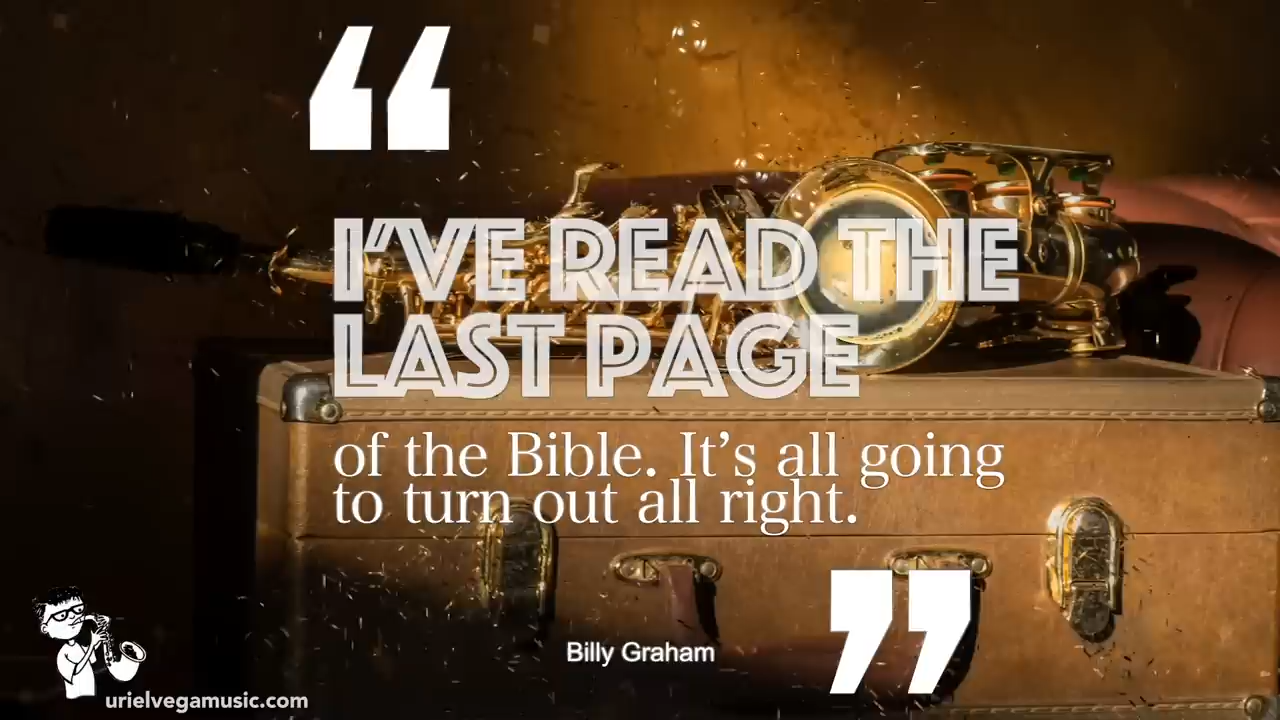 “
I’VE READ THE
LAST PAGE
of the Bible. It’s all going
to turn out all right.
”
Billy Graham
urielvegamusic.com